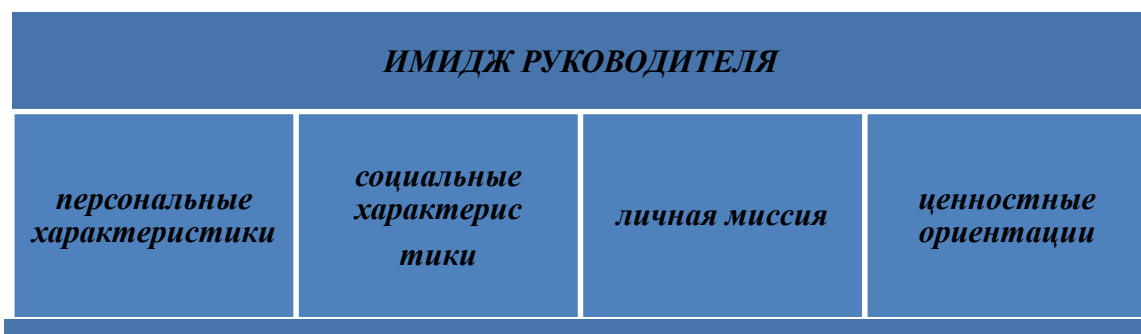 ИМИДЖ РУКОВОДИТЕЛЯ
персональные
характеристики
социальные
характерис
тики
личная миссия
ценностные
ориентации